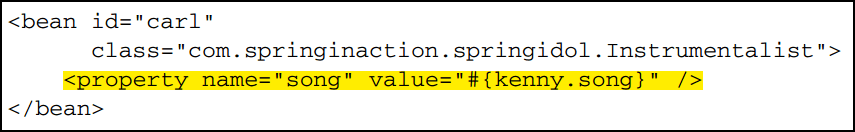 <bean id="carl"
class="com.springinaction.springidol.Instrumentalist">
<property name="song" value="#{kenny.song}" />
</bean>